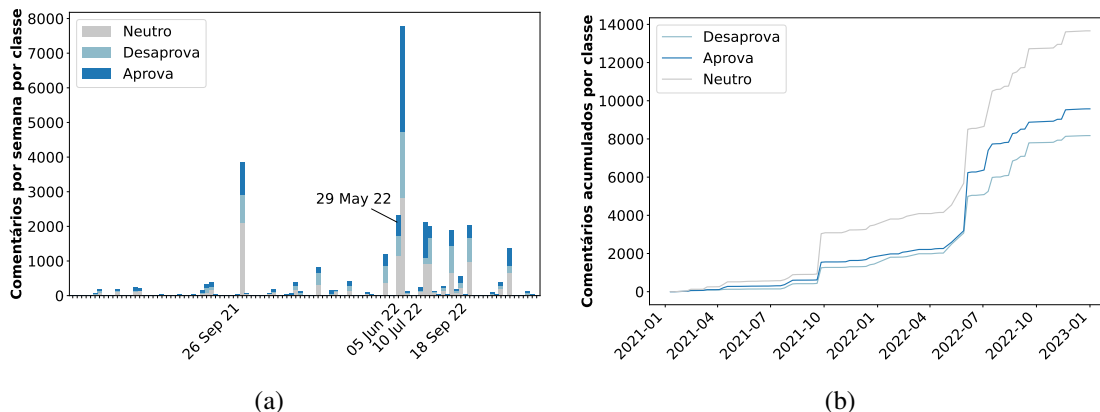 Comentários por semana por classe
8000
7000
6000
5000
4000
3000
2000
1000
0
Neutro
Desaprova
Aprova
29 May 22
26 Sep 21
05 Jun 22
10 Jul 22
18 Sep 22
(a)
Comentários acumulados por classe
14000
12000
10000
8000
6000
4000
2000
0
Desaprova
Aprova
Neutro
2021-01
2021-04
2021-07
2021-10
2022-01
2022-04
2022-07
2022-10
2023-01
(b)